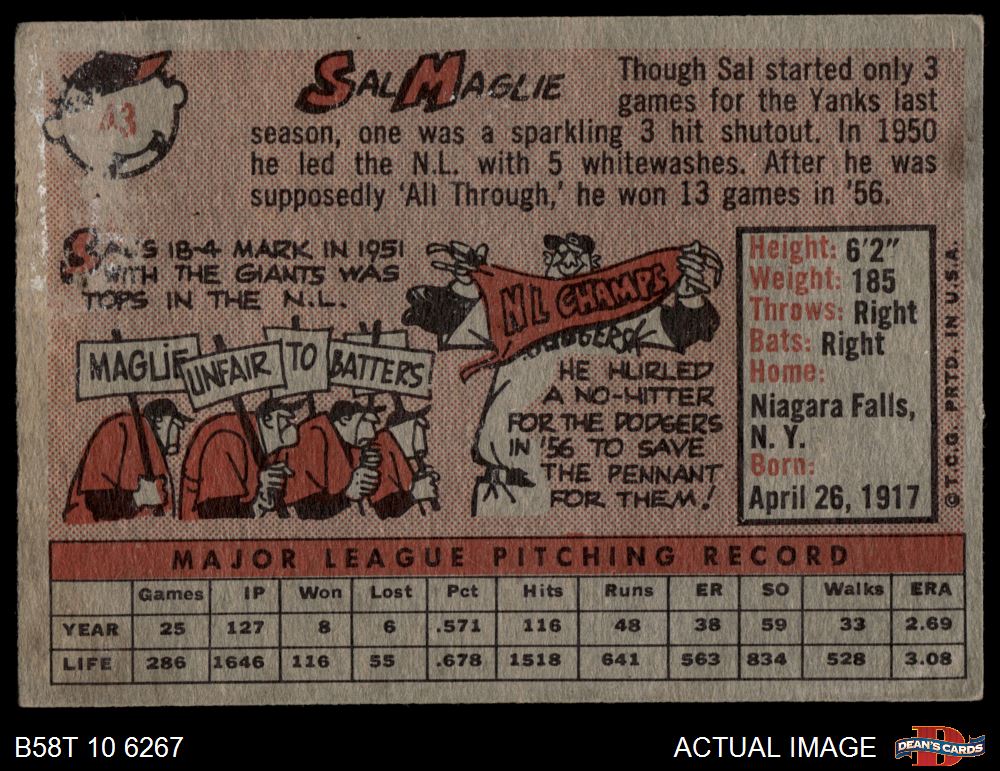 43
SAL MAGLIE
Though Sal started only 3
games for the Yanks last
season, one was a sparkling 3 hit shutout. In 1950
he led the N.L. with 5 whitewashes. After he was
supposedly ‘All Through,’ he won 13 games in ’56.
SAL'S 18-4 MARK IN 1951
WITH THE GIANTS WAS
TOPS IN THE N.L.
MAGLIE UNFAIR TO BATTERS
NL CHAMPS
DODGERS
HE HURLED
A NO-HITTER
FOR THE DODGERS
IN '56 TO SAVE
THE PENNANT
FOR THEM!
Height: 6'2"
Weight: 185
Throws: Right
Bats: Right
Home:
Niagara Falls,
N. Y.
Born:
April 26, 1917
© T.C.G. PRTD. IN U.S.A.
MAJOR LEAGUE PITCHING RECORD
Games IP Won Lost Pct Hits Runs ER SO Walks ERA
YEAR 25 127 8 6 .571 116 48 38 59 33 2.69
LIFE 286 1646 116 55 .678 1518 641 563 834 528 3.08
B58T 10 6267
ACTUAL IMAGE
DEAN'S CARDS